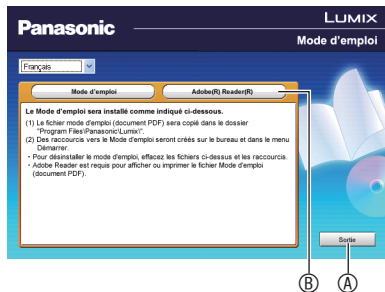 Panasonic
LUMIX
Mode d'emploi
Français
Mode d'emploi
Adobe(R) Reader(R)
Le Mode d'emploi sera installé comme indiqué ci-dessous.
(1) Le fichier mode d'emploi (document PDF) sera copié dans le dossier
"Program Files\Panasonic\Lumix\".
(2) Des raccourcis vers le Mode d'emploi seront créés sur le bureau et dans le menu
Démarrer.
・Pour désinstaller le mode d'emploi, effacez les fichiers ci-dessus et les raccourcis.
・Adobe Reader est requis pour afficher ou imprimer le fichier Mode d'emploi
(document PDF).
Sortie
Ⓑ Ⓐ